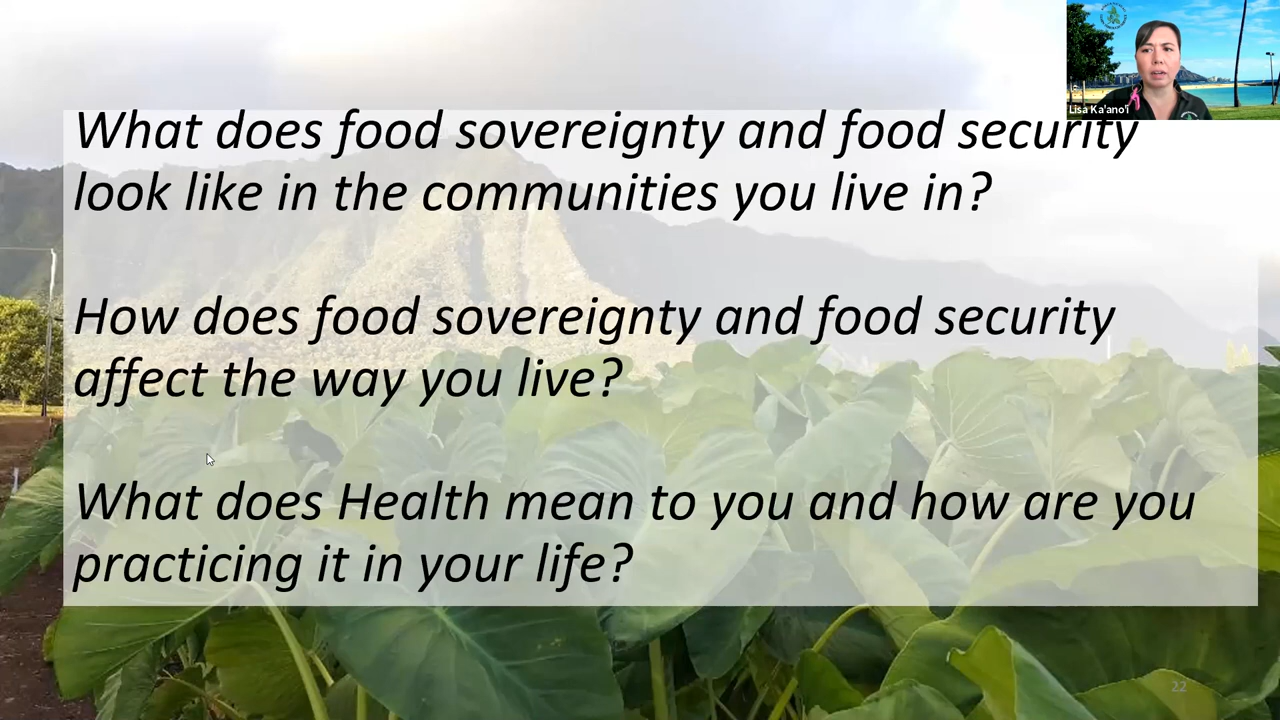 Lisa Ka'ano'i
What does food sovereignty and food security
look like in the communities you live in?
How does food sovereignty and food security
affect the way you live?
What does Health mean to you and how are you
practicing it in your life?
22